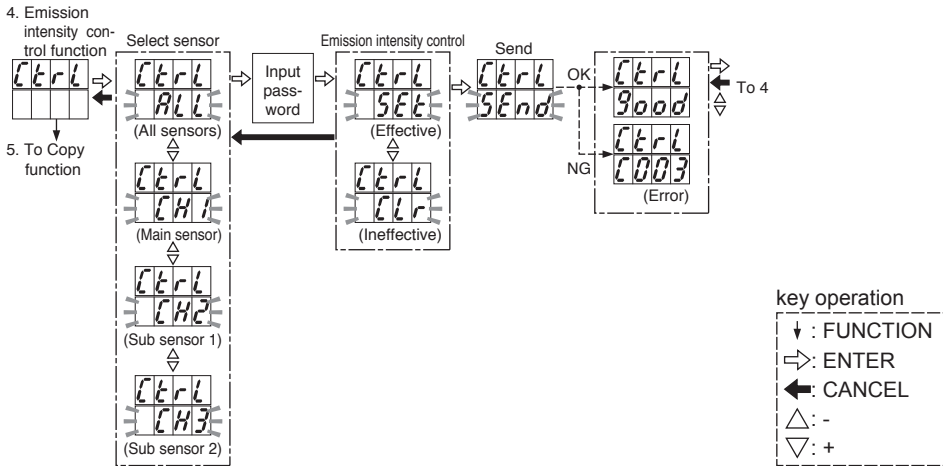 4. Emission
intensity con-
trol function
Select sensor
Emission intensity control
Send
CtrL
CtrL
ALL
(All sensors)
Input
pass-
word
CtrL
SEt
(Effective)
CtrL
SEnd
OK
CtrL
good
To 4
5. To Copy
function
CtrL
CH1
(Main sensor)
CtrL
CLr
(Ineffective)
NG
CtrL
C003
(Error)
CtrL
CH2
(Sub sensor 1)
CtrL
CH3
(Sub sensor 2)
key operation
: FUNCTION
: ENTER
: CANCEL
: -
: +